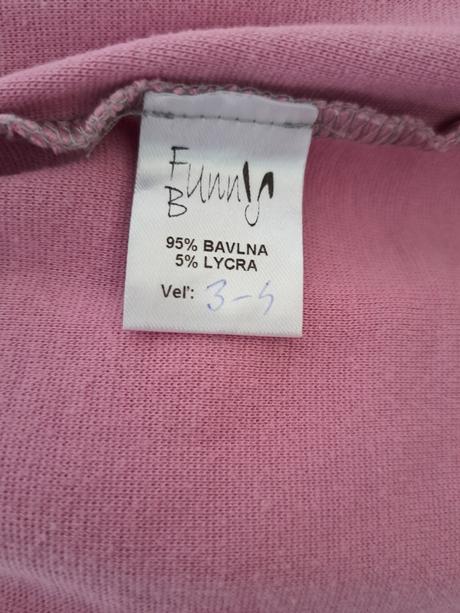 Funny
B
95% BAVLNA
5% LYCRA
Veľ: 3-4